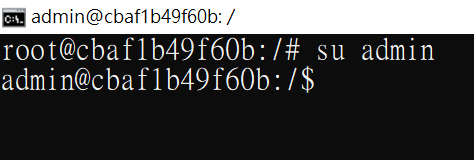 admin@cbaf1b49f60b: /
root@cbaf1b49f60b:/# su admin
admin@cbaf1b49f60b:/$